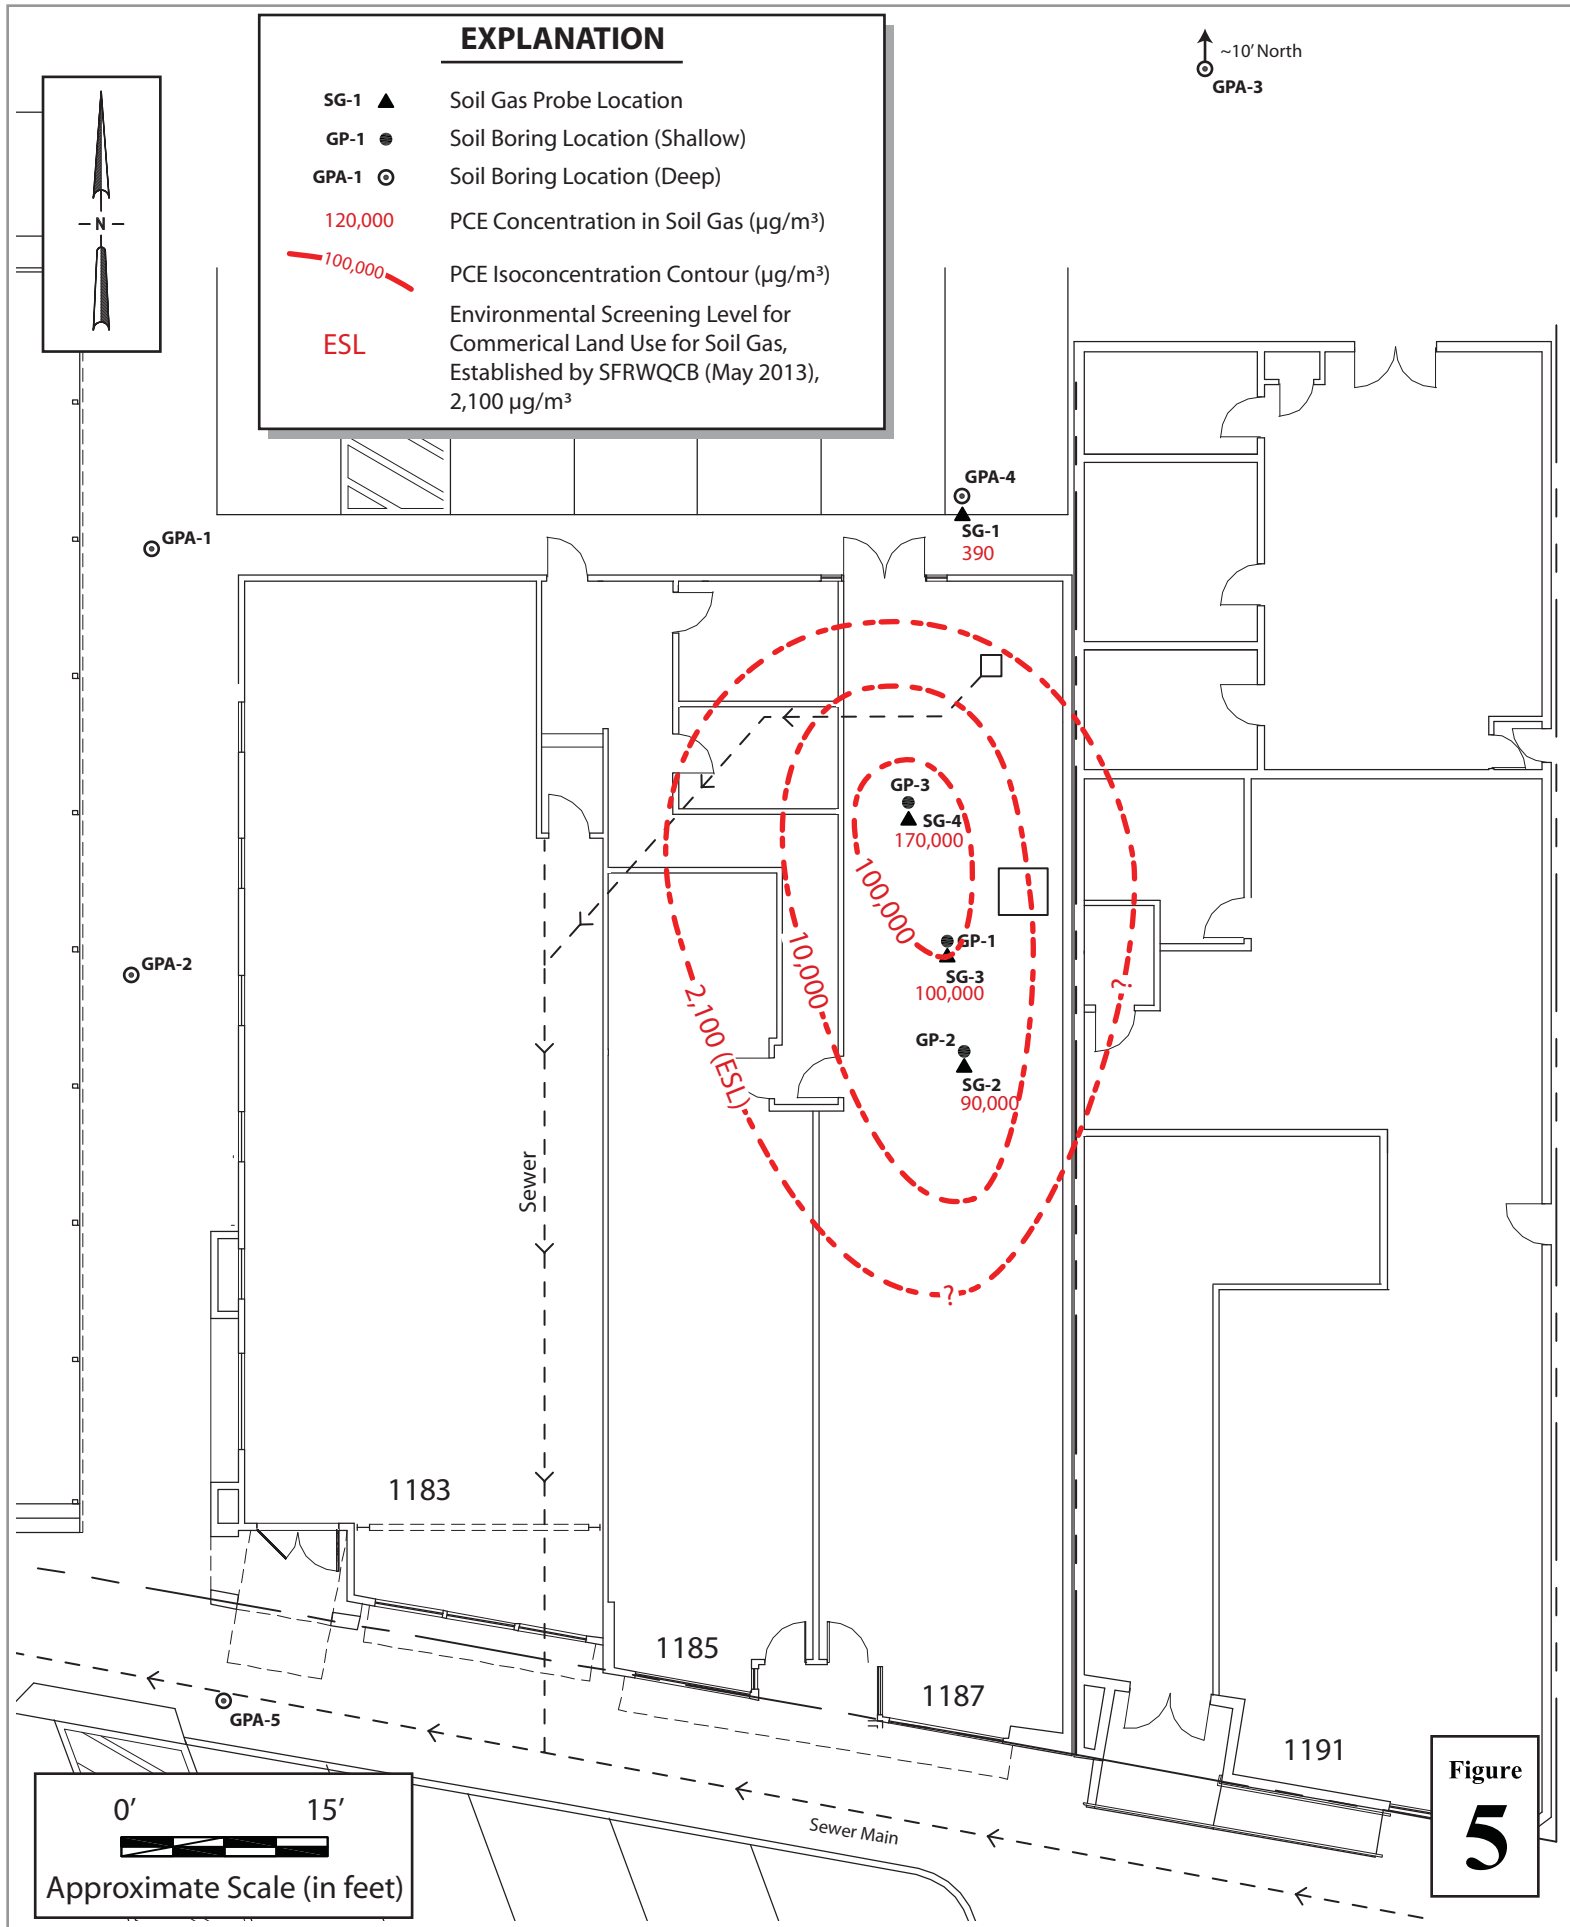 EXPLANATION
SG-1 Soil Gas Probe Location
GP-1 Soil Boring Location (Shallow)
GPA-1 Soil Boring Location (Deep)
120,000 PCE Concentration in Soil Gas (µg/m³)
100,000 PCE Isoconcentration Contour (µg/m³)
ESL Environmental Screening Level for
Commerical Land Use for Soil Gas,
Established by SFRWQCB (May 2013),
2,100 µg/m³
N
~10' North
GPA-3
GPA-4
SG-1
390
GPA-1
GPA-2
GP-3
SG-4
170,000
100,000
GP-1
SG-3
100,000
10,000
2,100 (ESL)
?
GP-2
SG-2
90,000
?
Sewer
1183
1185
1187
1191
GPA-5
Sewer Main
0' 15'
Approximate Scale (in feet)
Figure
5